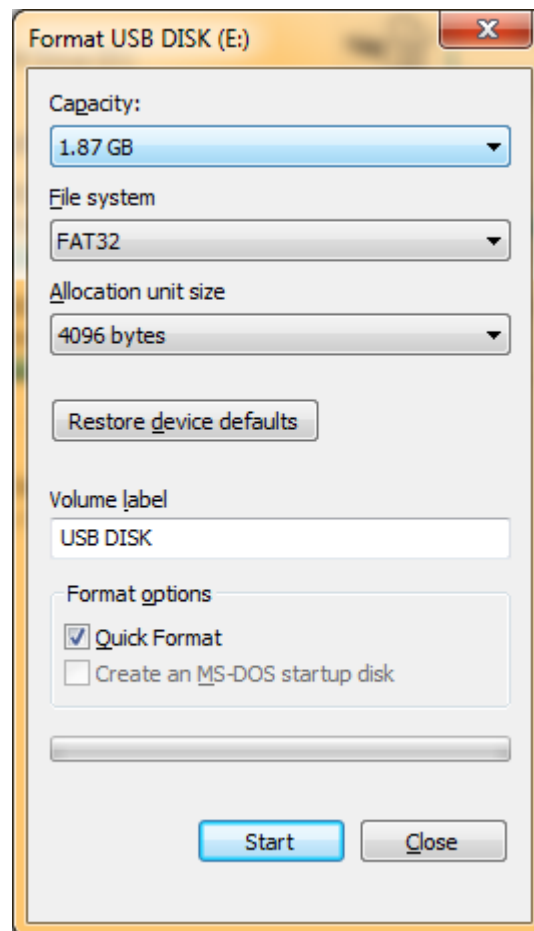 Format USB DISK (E:)
Capacity:
1.87 GB
File system
FAT32
Allocation unit size
4096 bytes
Restore device defaults
Volume label
USB DISK
Format options
Quick Format
Create an MS-DOS startup disk
Start Close